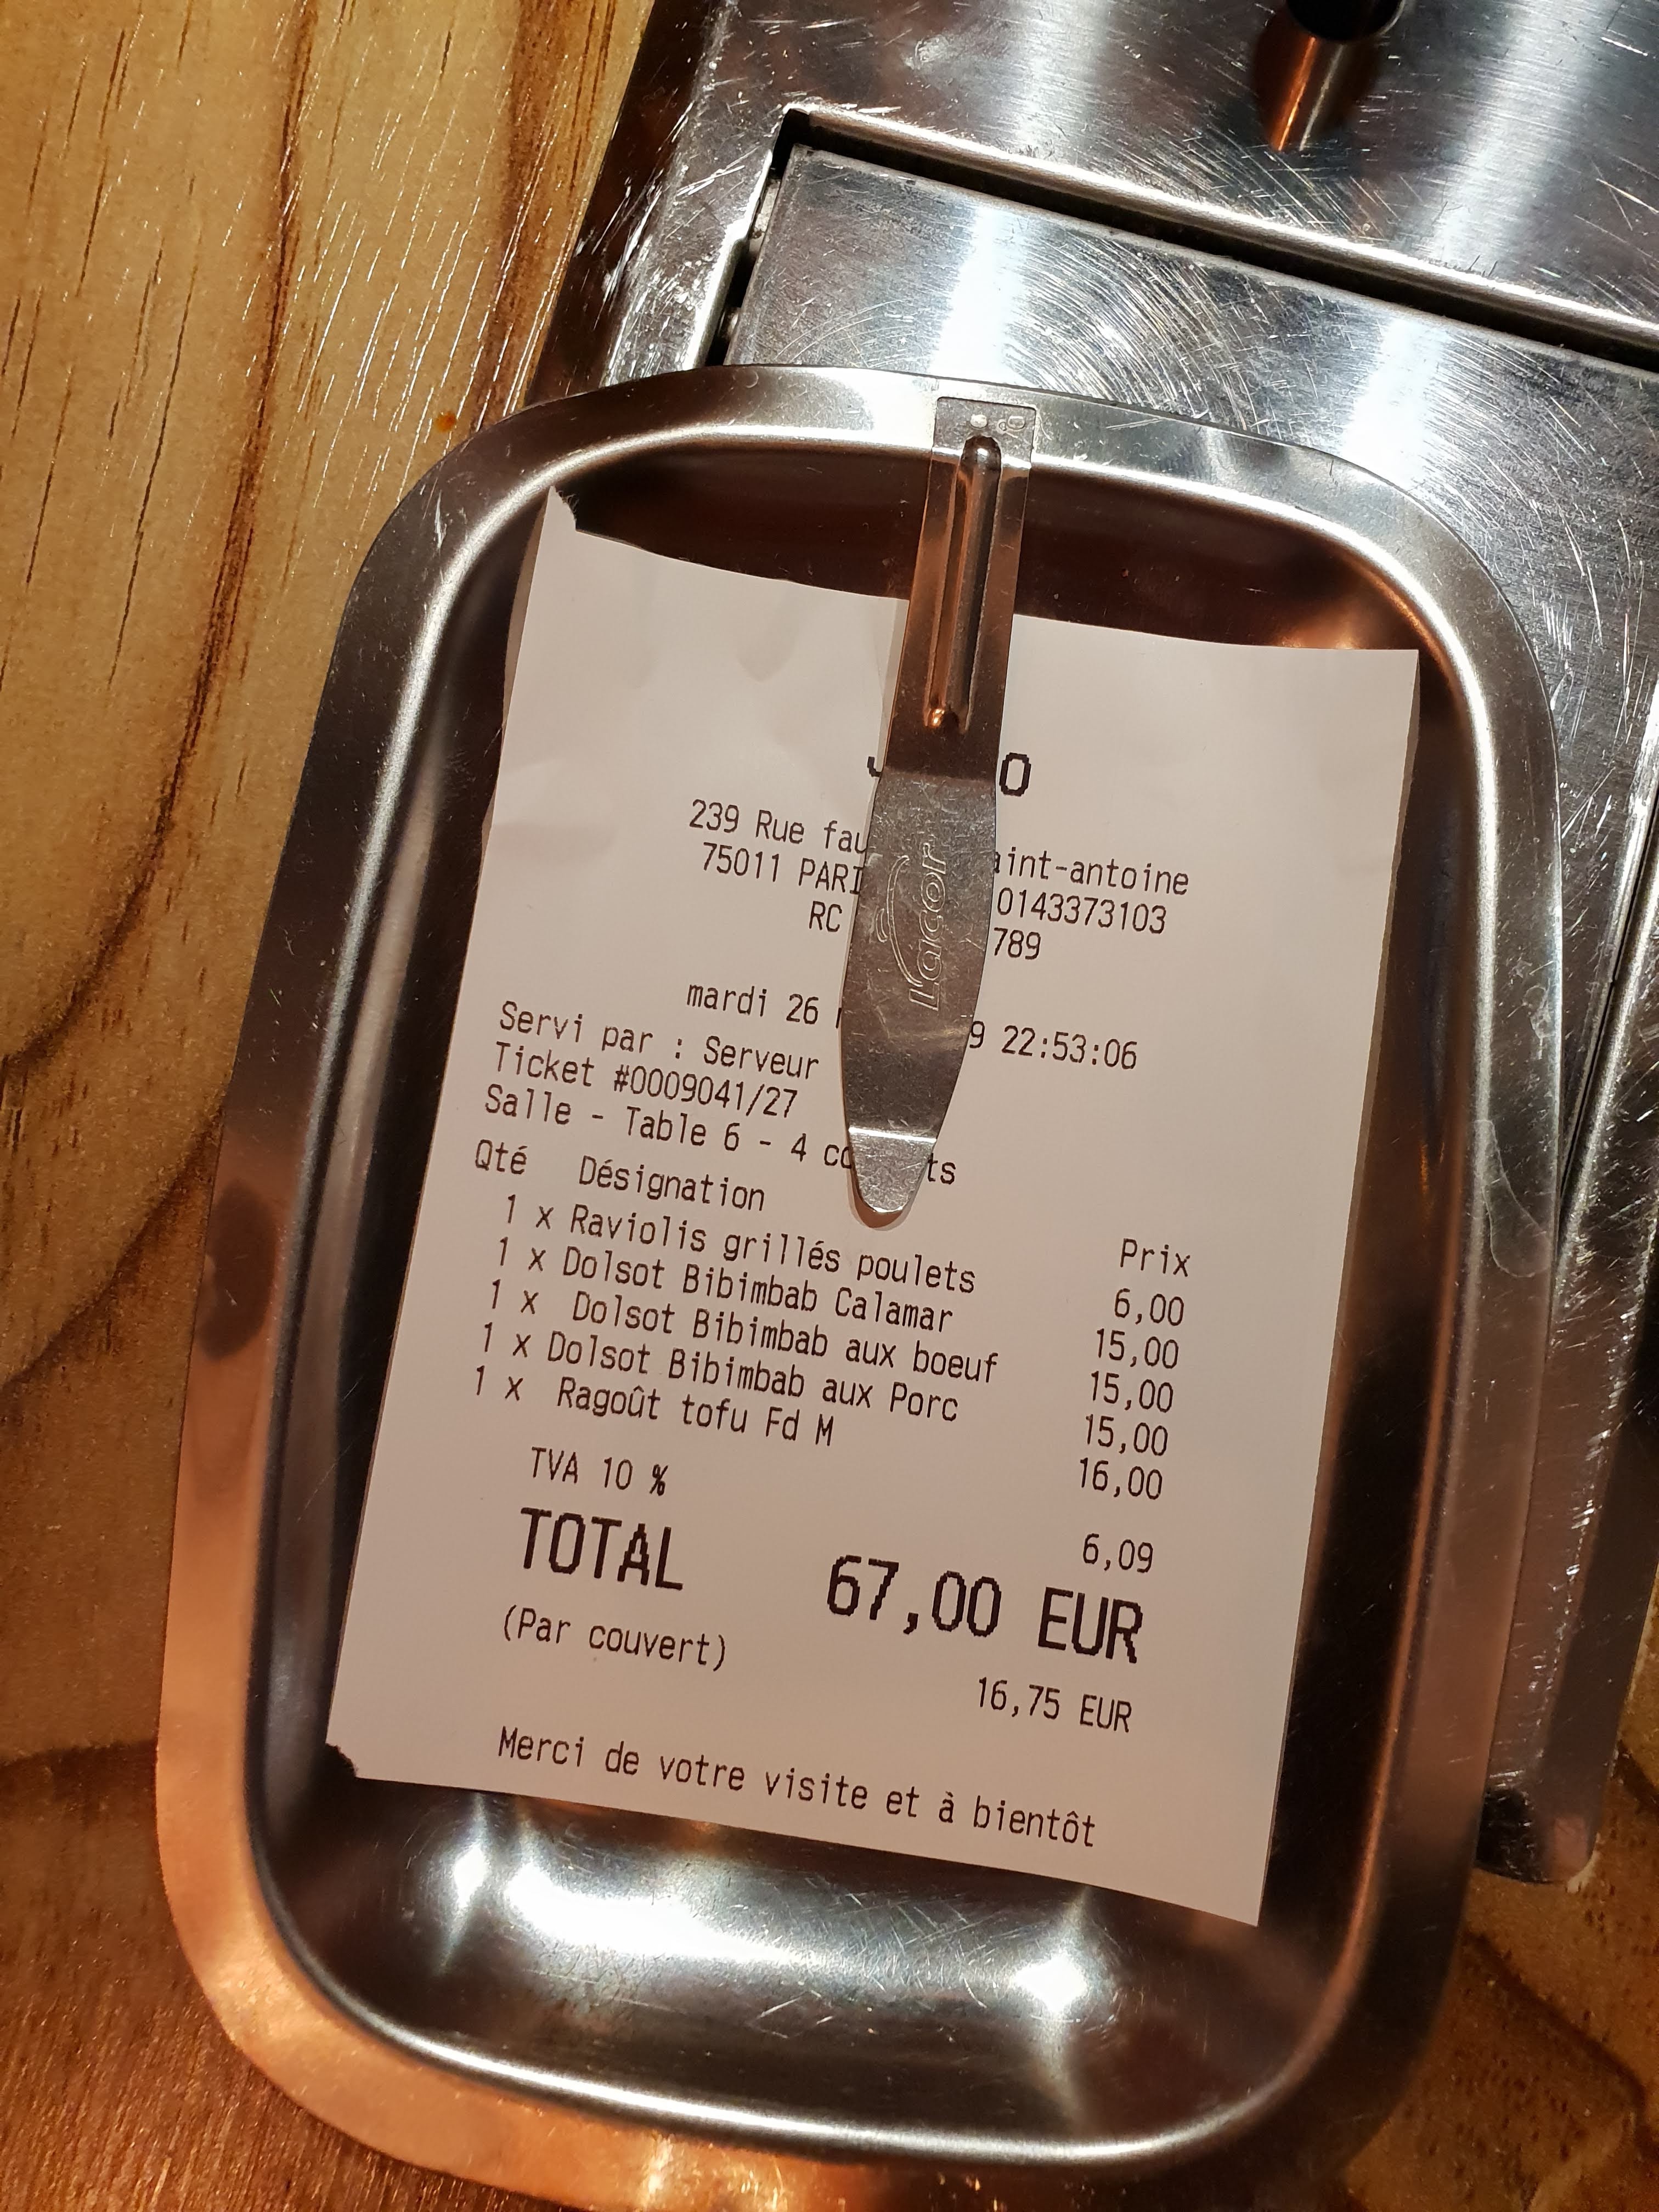 O
239 Rue fau aint-antoine
75011 PARI 0143373103
RC 789
mardi 26 9 22:53:06
Servi par : Serveur
Ticket #0009041/27
Salle - Table 6 - 4 co ts
Qté Désignation Prix
1 x Raviolis grillés poulets 6,00
1 x Dolsot Bibimbab Calamar 15,00
1 x Dolsot Bibimbab aux boeuf 15,00
1 x Dolsot Bibimbab aux Porc 15,00
1 x Ragoût tofu Fd M 16,00
TVA 10 % 6,09
TOTAL 67,00 EUR
(Par couvert) 16,75 EUR
Merci de votre visite et à bientôt
Lacor